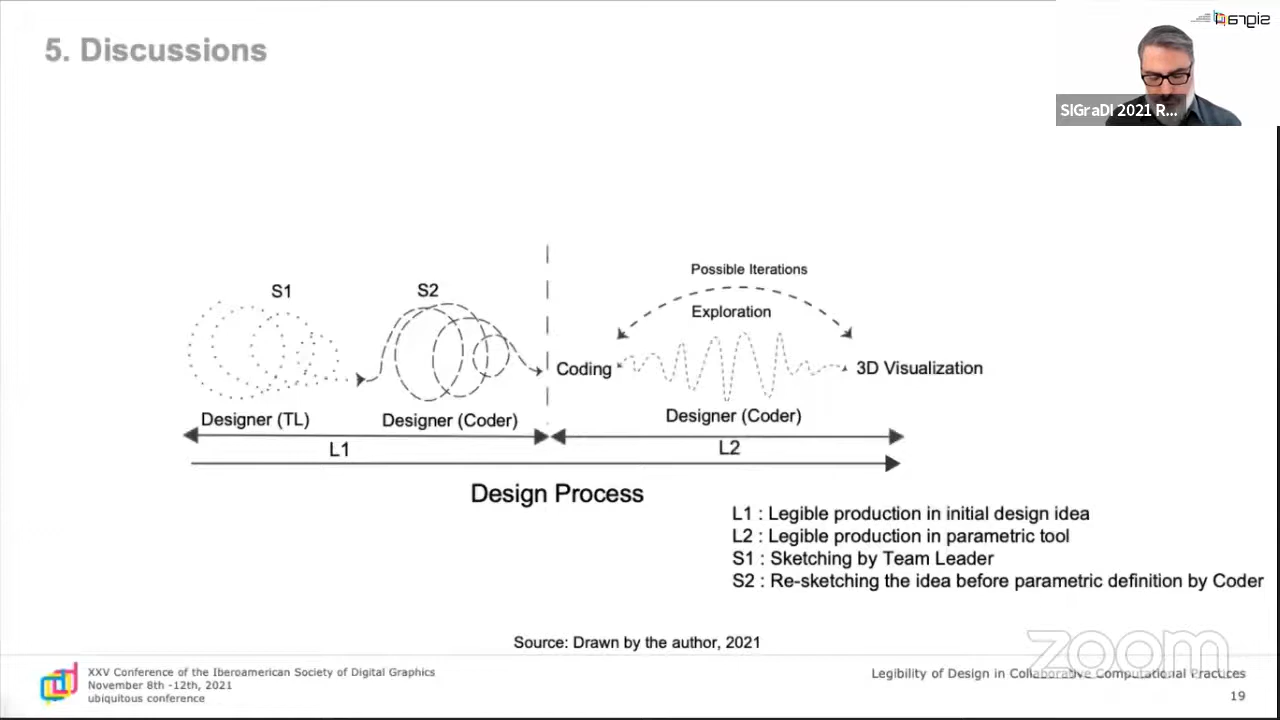 5. Discussions
SIGraDI 2021 R...
Possible Iterations
S1
S2
Exploration
Coding
3D Visualization
Designer (TL)
Designer (Coder)
Designer (Coder)
L1
L2
Design Process
L1 : Legible production in initial design idea
L2 : Legible production in parametric tool
S1 : Sketching by Team Leader
S2 : Re-sketching the idea before parametric definition by Coder
Source: Drawn by the author, 2021
zoom
XXV Conference of the Iberoamerican Society of Digital Graphics
November 8th -12th, 2021
ubiquitous conference
Legibility of Design in Collaborative Computational Practices
19